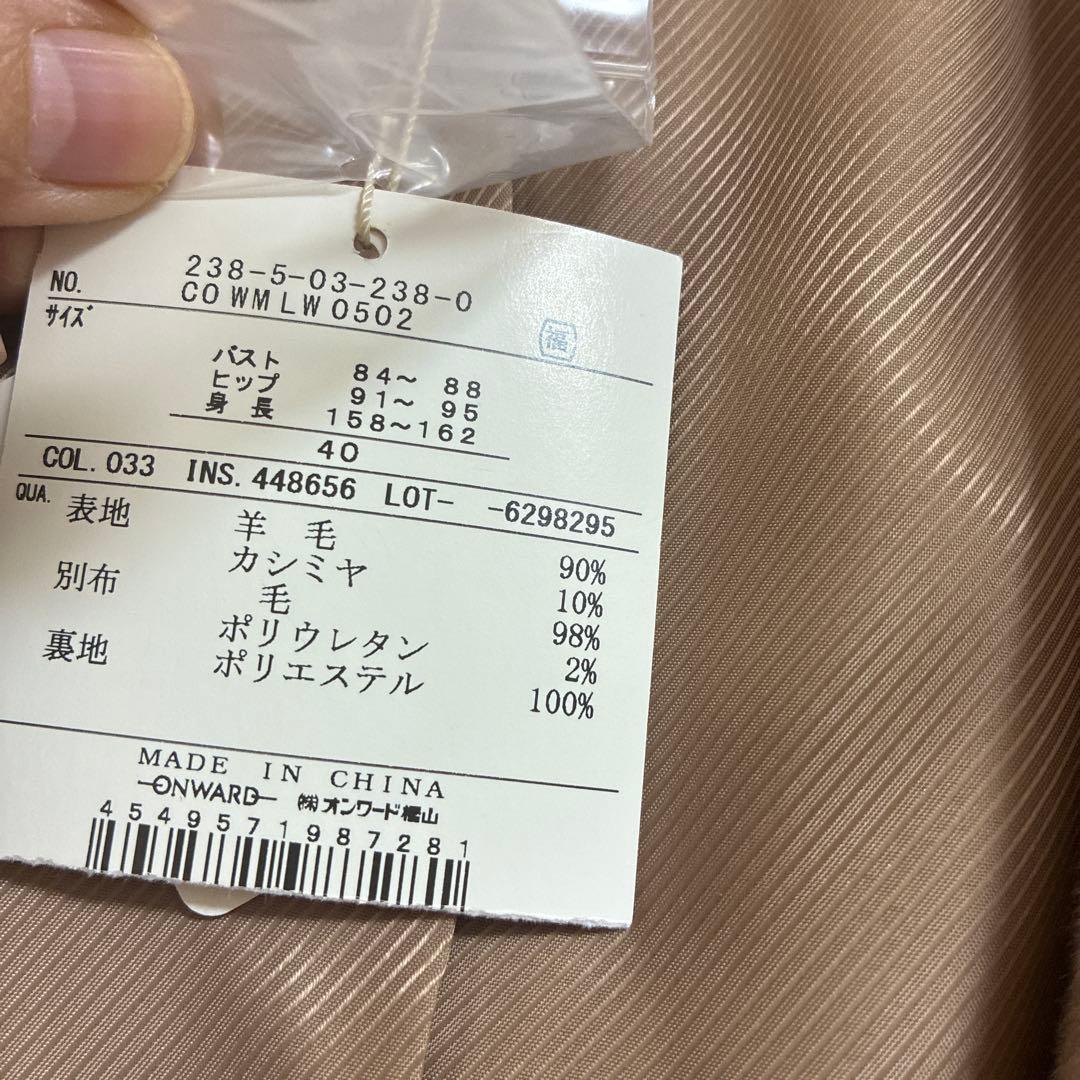 NO. 238-5-03-238-0
COWMLW0502
サイズ 福
バスト 84～ 88
ヒップ 91～ 95
身長 158～162
40
COL. 033 INS. 448656 LOT- -6298295
QUA. 表地 羊毛 90%
カシミヤ 10%
別布 毛 98%
ポリウレタン 2%
裏地 ポリエステル 100%
MADE IN CHINA
ONWARD ㈱オンワード樫山
4549571987281